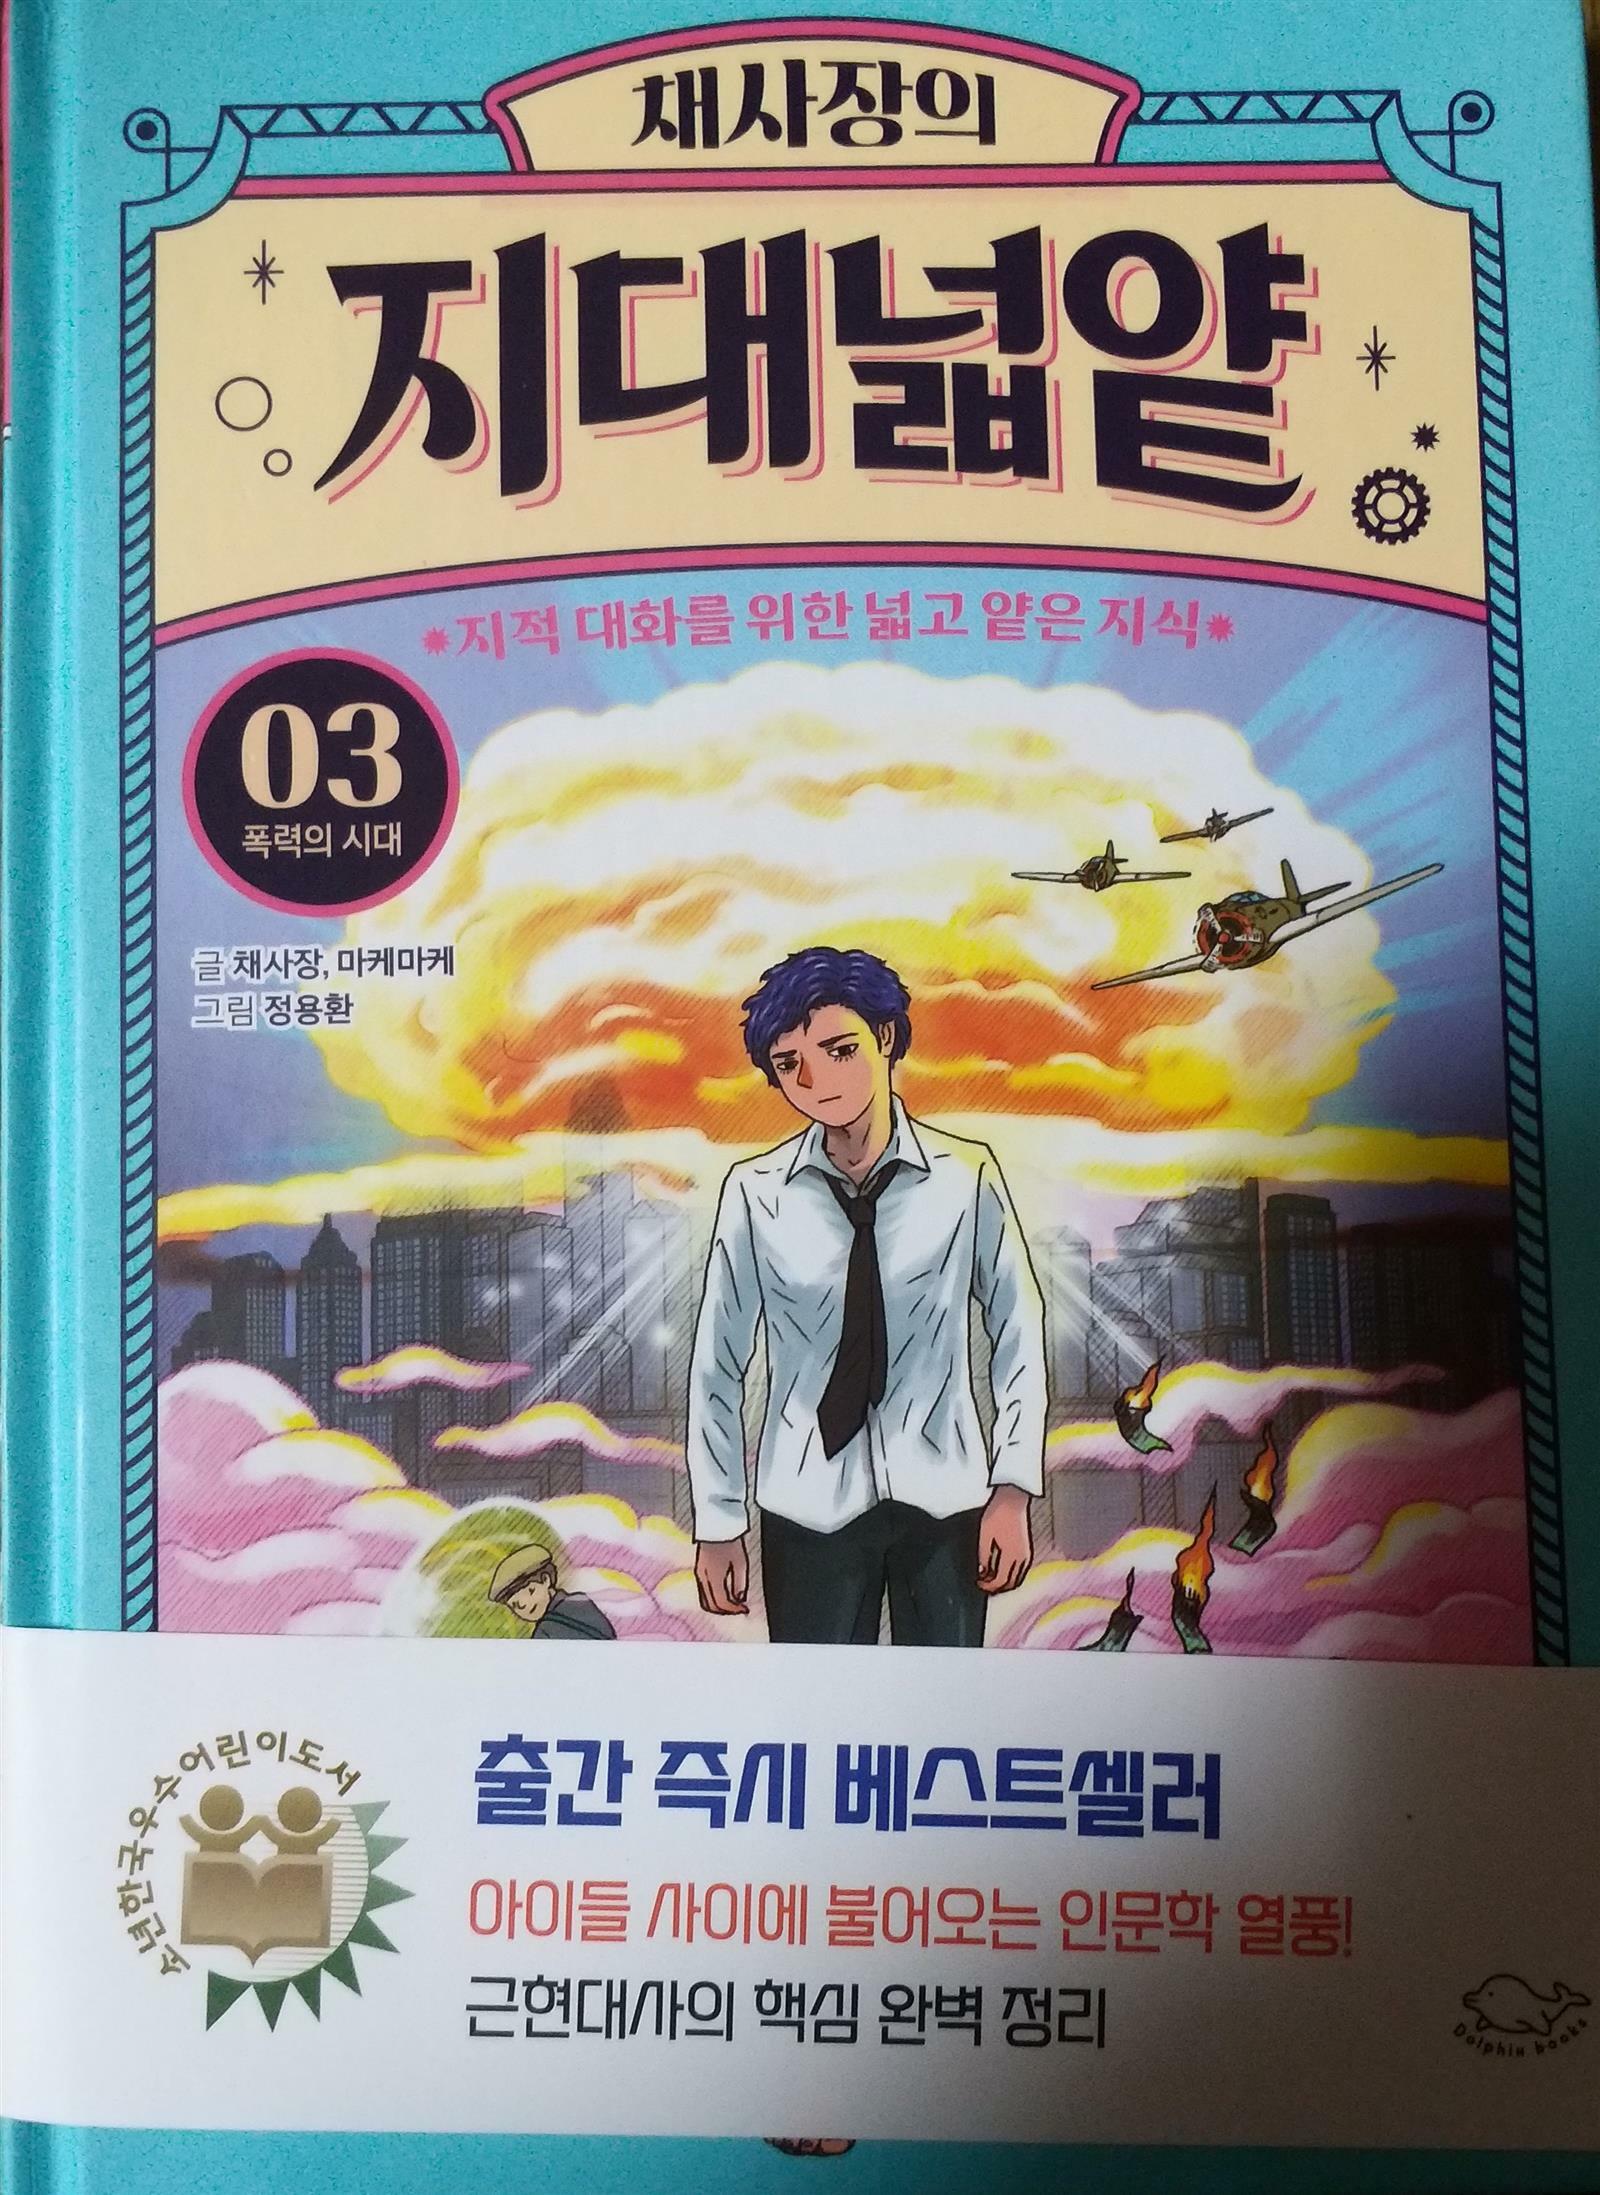 채사장의
지대넓얕
지적 대화를 위한 넓고 얕은 지식
03
폭력의 시대
글 채사장, 마케마케
그림 정용환
소년한국우수어린이도서
출간 즉시 베스트셀러
아이들 사이에 불어오는 인문학 열풍!
근현대사의 핵심 완벽 정리
Dolphin books